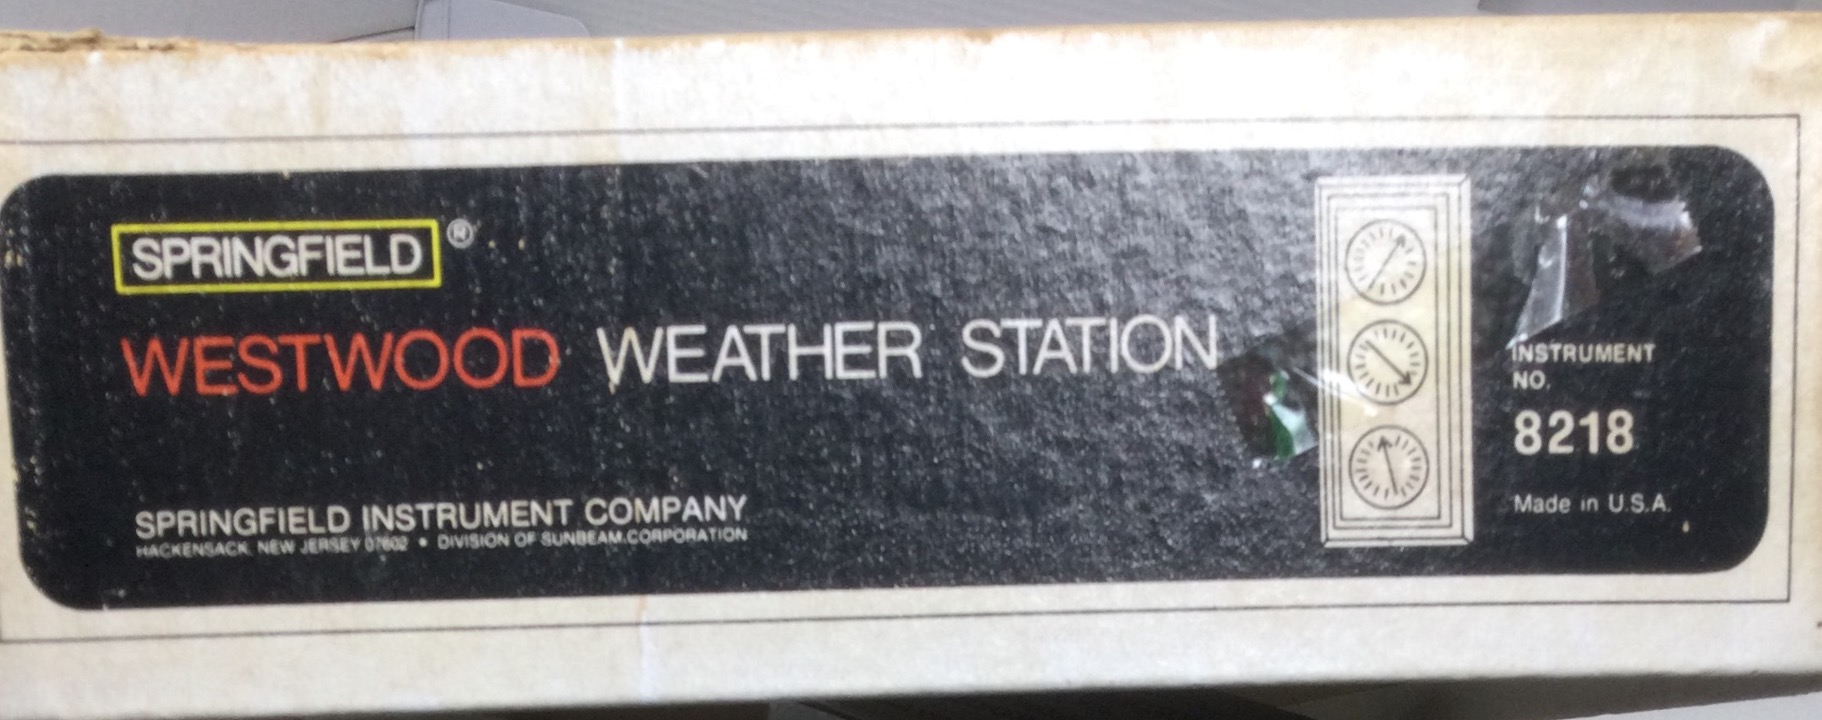 SPRINGFIELD ®
WESTWOOD WEATHER STATION
SPRINGFIELD INSTRUMENT COMPANY
HACKENSACK, NEW JERSEY 07602 • DIVISION OF SUNBEAM CORPORATION
INSTRUMENT
NO.
8218
Made in U.S.A.